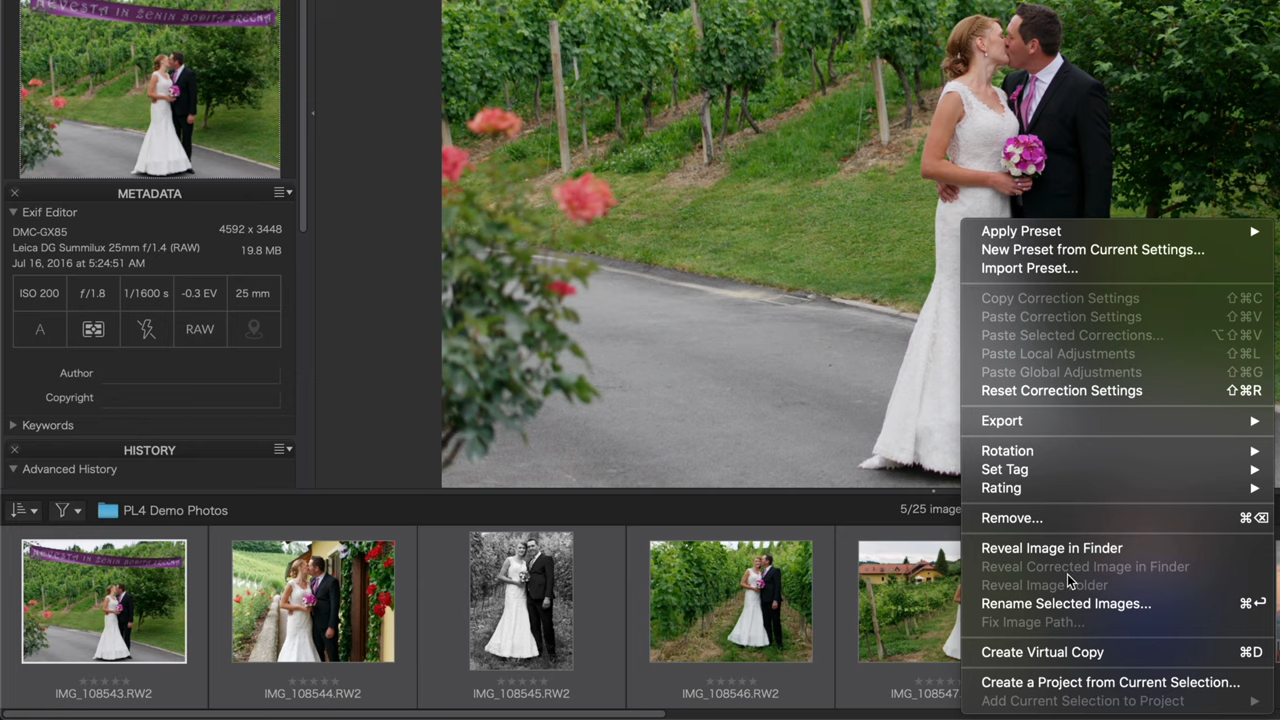 NEVESTA IN ŽENIN BODITA SREČNA
METADATA
Exif Editor
DMC-GX85
4592 x 3448
Leica DG Summilux 25mm f/1.4 (RAW)
19.8 MB
Jul 16, 2016 at 5:24:51 AM
ISO 200
ƒ/1.8
1/1600 s
-0.3 EV
25 mm
A
RAW
Author
Copyright
Keywords
HISTORY
Advanced History
PL4 Demo Photos
5/25 image
IMG_108543.RW2
IMG_108544.RW2
IMG_108545.RW2
IMG_108546.RW2
IMG_108547
Apply Preset
New Preset from Current Settings...
Import Preset...
Copy Correction Settings ⇧⌘C
Paste Correction Settings ⇧⌘V
Paste Selected Corrections... ⌥⇧⌘V
Paste Local Adjustments ⇧⌘L
Paste Global Adjustments ⇧⌘G
Reset Correction Settings ⇧⌘R
Export
Rotation
Set Tag
Rating
Remove... ⌘⌫
Reveal Image in Finder
Reveal Corrected Image in Finder
Reveal Image Folder
Rename Selected Images... ⌘↩
Fix Image Path...
Create Virtual Copy ⌘D
Create a Project from Current Selection...
Add Current Selection to Project